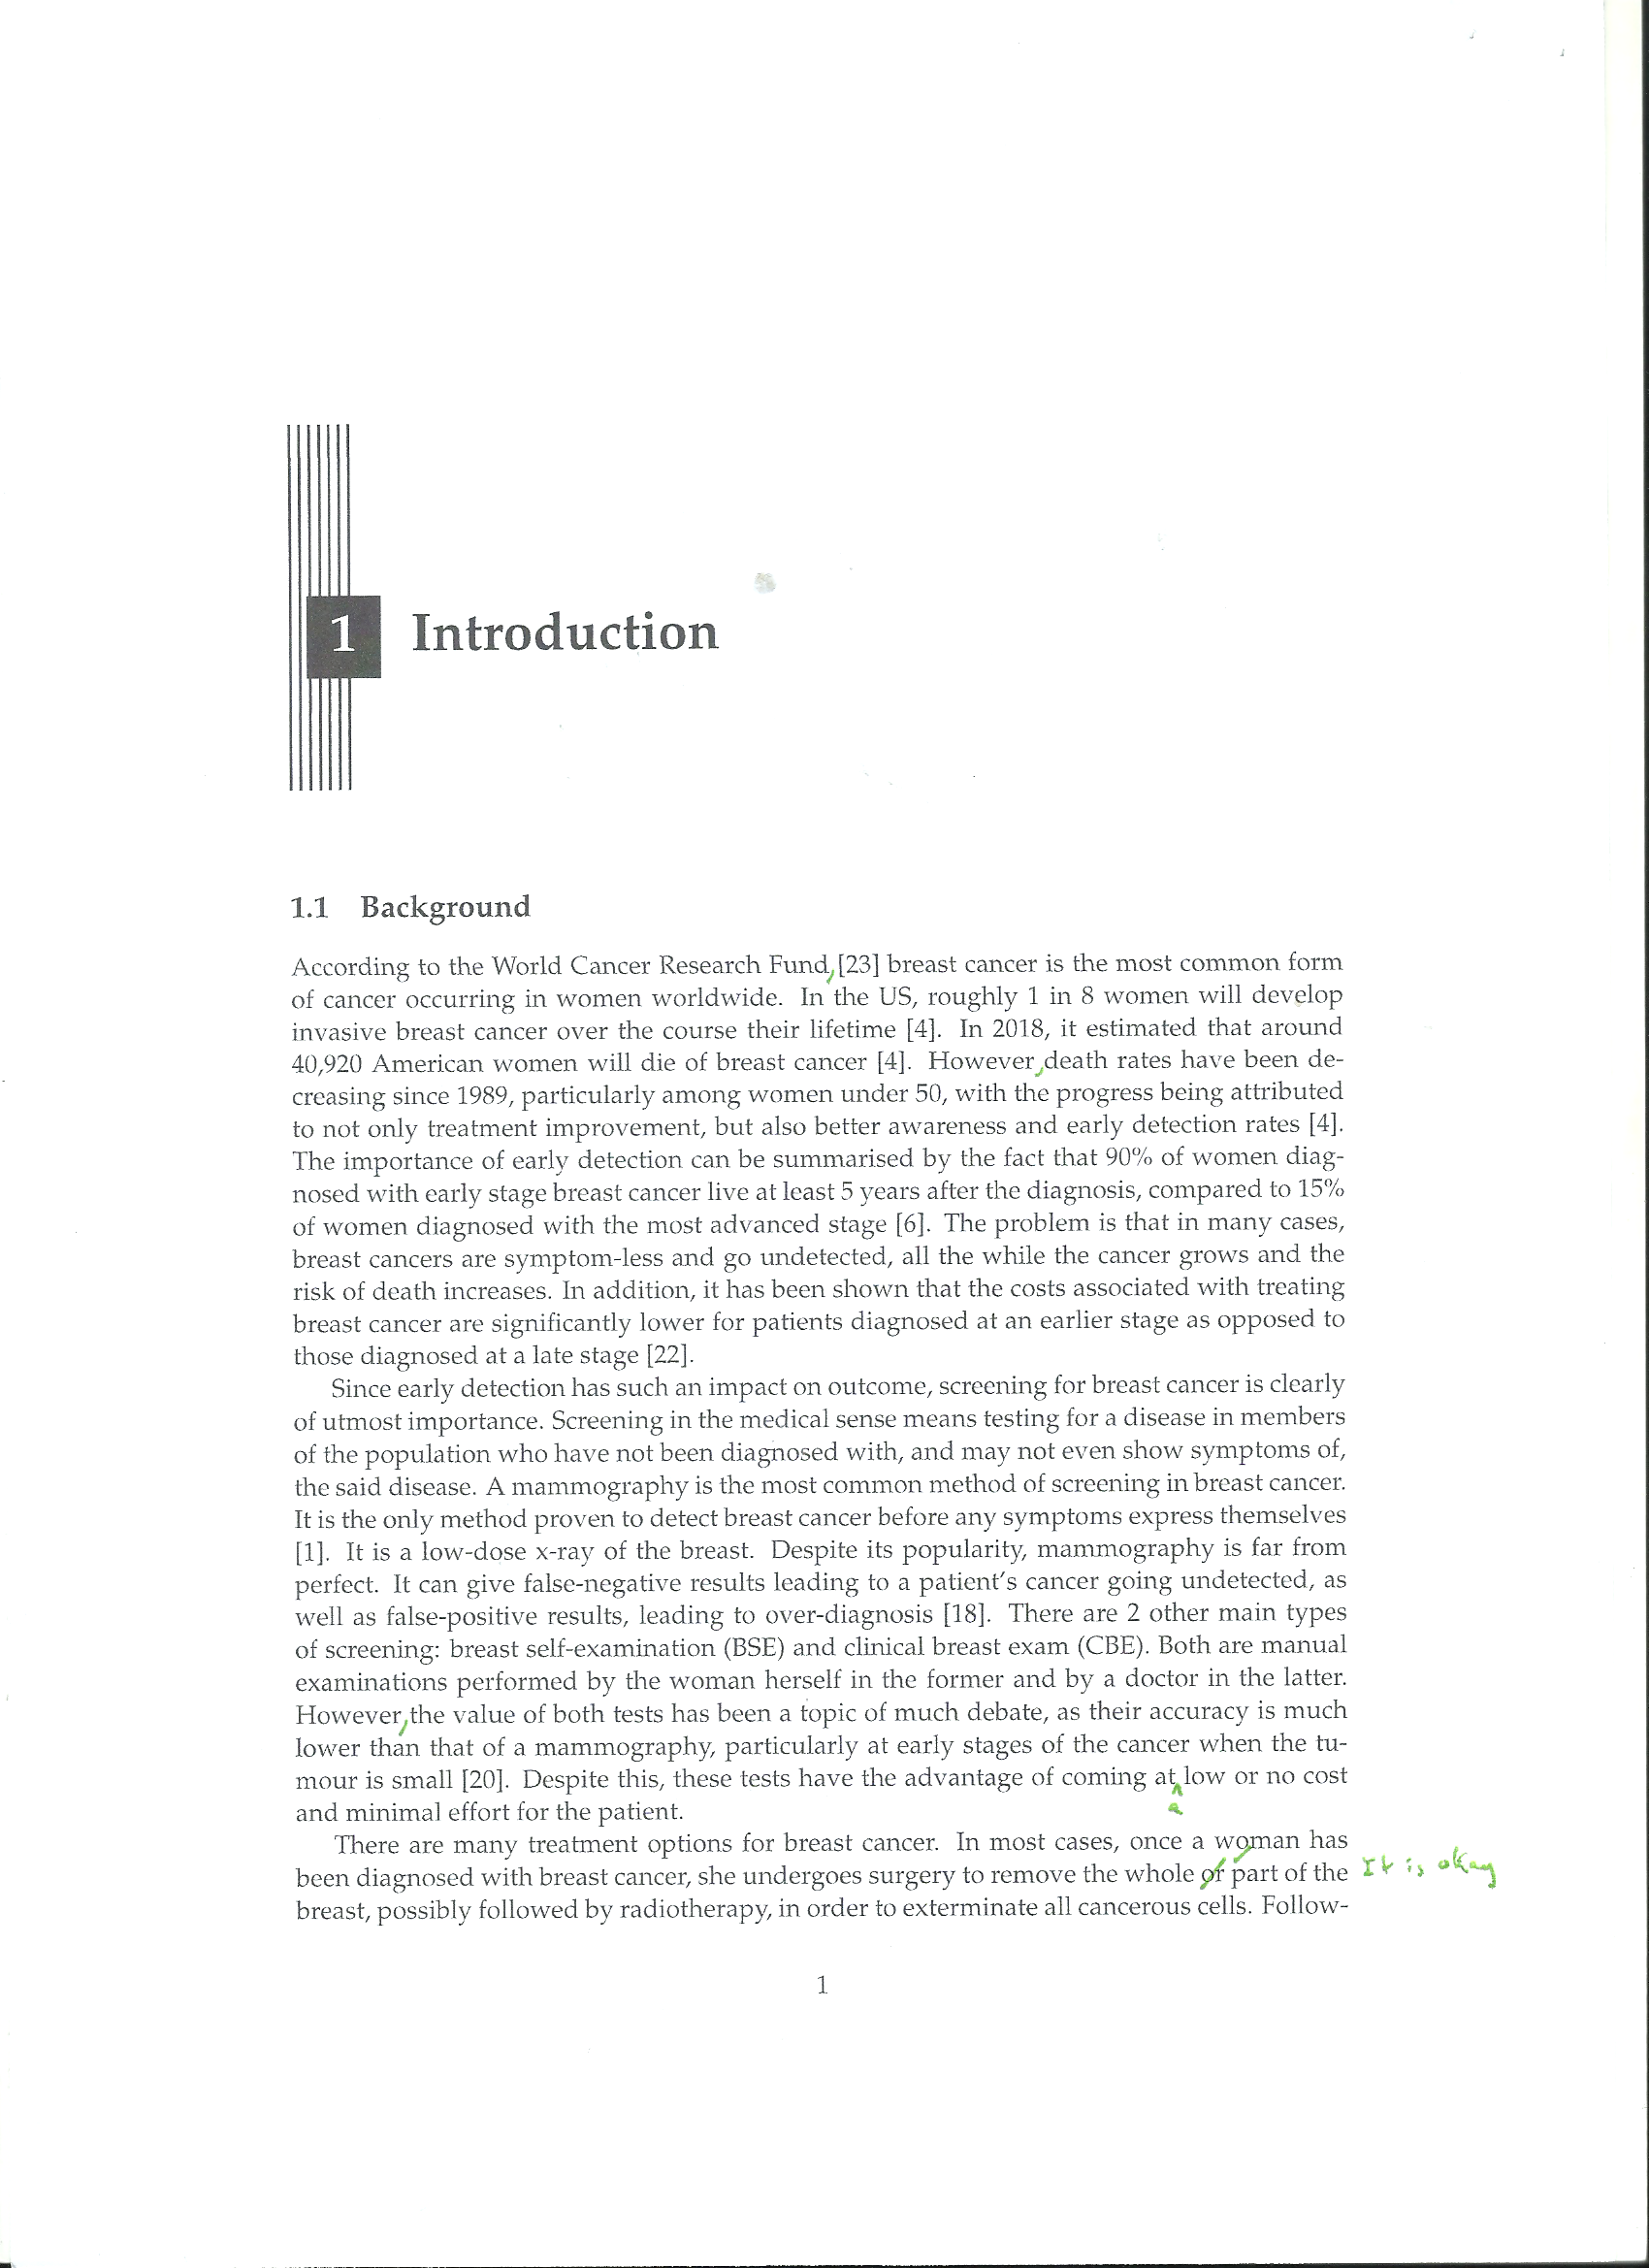 1 Introduction
1.1 Background
According to the World Cancer Research Fund, [23] breast cancer is the most common form
of cancer occurring in women worldwide. In the US, roughly 1 in 8 women will develop
invasive breast cancer over the course their lifetime [4]. In 2018, it estimated that around
40,920 American women will die of breast cancer [4]. However, death rates have been de-
creasing since 1989, particularly among women under 50, with the progress being attributed
to not only treatment improvement, but also better awareness and early detection rates [4].
The importance of early detection can be summarised by the fact that 90% of women diag-
nosed with early stage breast cancer live at least 5 years after the diagnosis, compared to 15%
of women diagnosed with the most advanced stage [6]. The problem is that in many cases,
breast cancers are symptom-less and go undetected, all the while the cancer grows and the
risk of death increases. In addition, it has been shown that the costs associated with treating
breast cancer are significantly lower for patients diagnosed at an earlier stage as opposed to
those diagnosed at a late stage [22].
Since early detection has such an impact on outcome, screening for breast cancer is clearly
of utmost importance. Screening in the medical sense means testing for a disease in members
of the population who have not been diagnosed with, and may not even show symptoms of,
the said disease. A mammography is the most common method of screening in breast cancer.
It is the only method proven to detect breast cancer before any symptoms express themselves
[1]. It is a low-dose x-ray of the breast. Despite its popularity, mammography is far from
perfect. It can give false-negative results leading to a patient's cancer going undetected, as
well as false-positive results, leading to over-diagnosis [18]. There are 2 other main types
of screening: breast self-examination (BSE) and clinical breast exam (CBE). Both are manual
examinations performed by the woman herself in the former and by a doctor in the latter.
However, the value of both tests has been a topic of much debate, as their accuracy is much
lower than that of a mammography, particularly at early stages of the cancer when the tu-
mour is small [20]. Despite this, these tests have the advantage of coming at low or no cost
a
and minimal effort for the patient.
There are many treatment options for breast cancer. In most cases, once a woman has
been diagnosed with breast cancer, she undergoes surgery to remove the whole or part of the It is okay
breast, possibly followed by radiotherapy, in order to exterminate all cancerous cells. Follow-
1